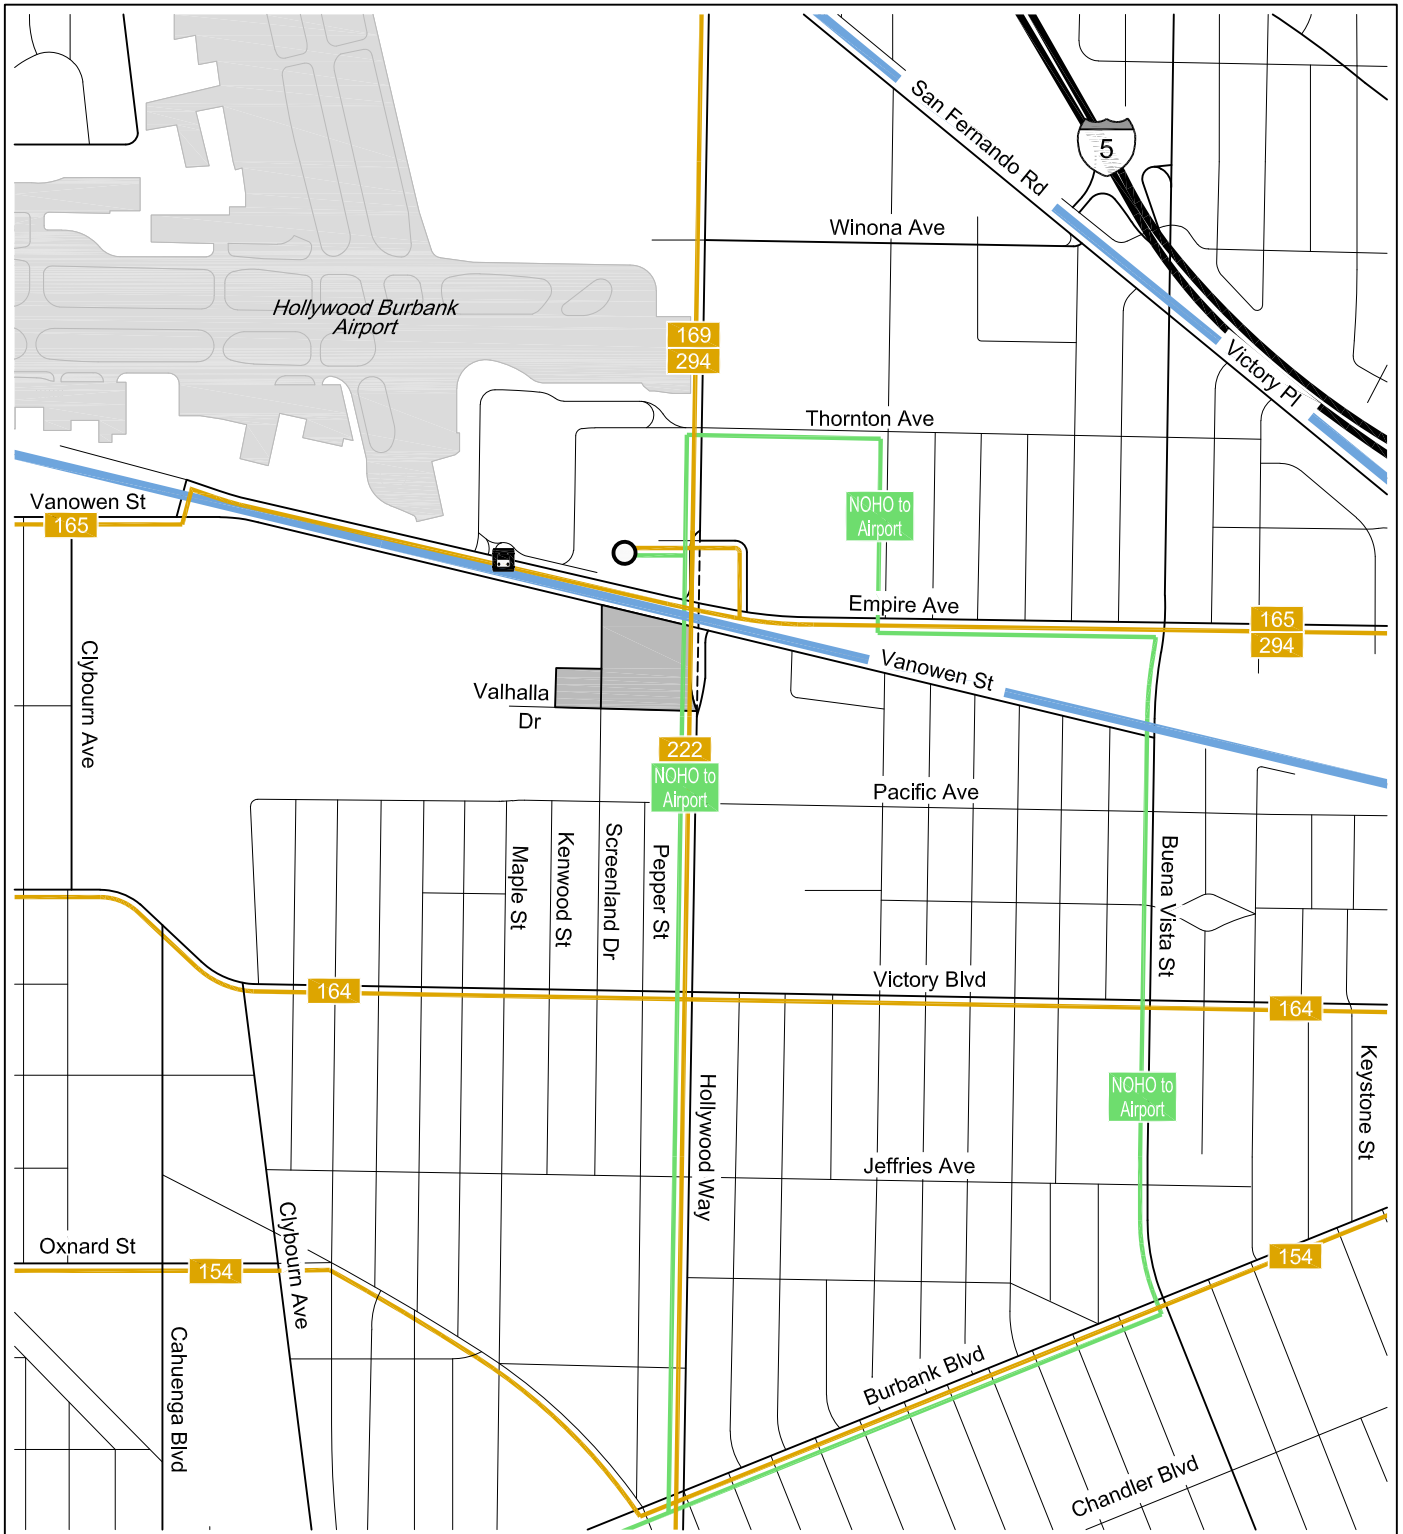 5
San Fernando Rd
Winona Ave
Hollywood Burbank
Airport
169
294
Victory Pl
Thornton Ave
Vanowen St
165
NOHO to
Airport
Empire Ave
165
294
Clybourn Ave
Vanowen St
Valhalla
Dr
222
NOHO to
Airport
Pacific Ave
Maple St
Kenwood St
Screenland Dr
Pepper St
Buena Vista St
164
Victory Blvd
164
Hollywood Way
NOHO to
Airport
Keystone St
Jeffries Ave
Oxnard St
154
Clybourn Ave
154
Cahuenga Blvd
Burbank Blvd
Chandler Blvd